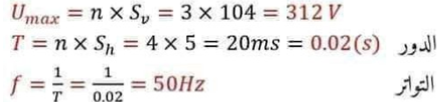 U_max = n × S_v = 3 × 104 = 312 V
T = n × S_h = 4 × 5 = 20ms = 0.02(s) الدور
f = 1/T = 1/0.02 = 50Hz التواتر